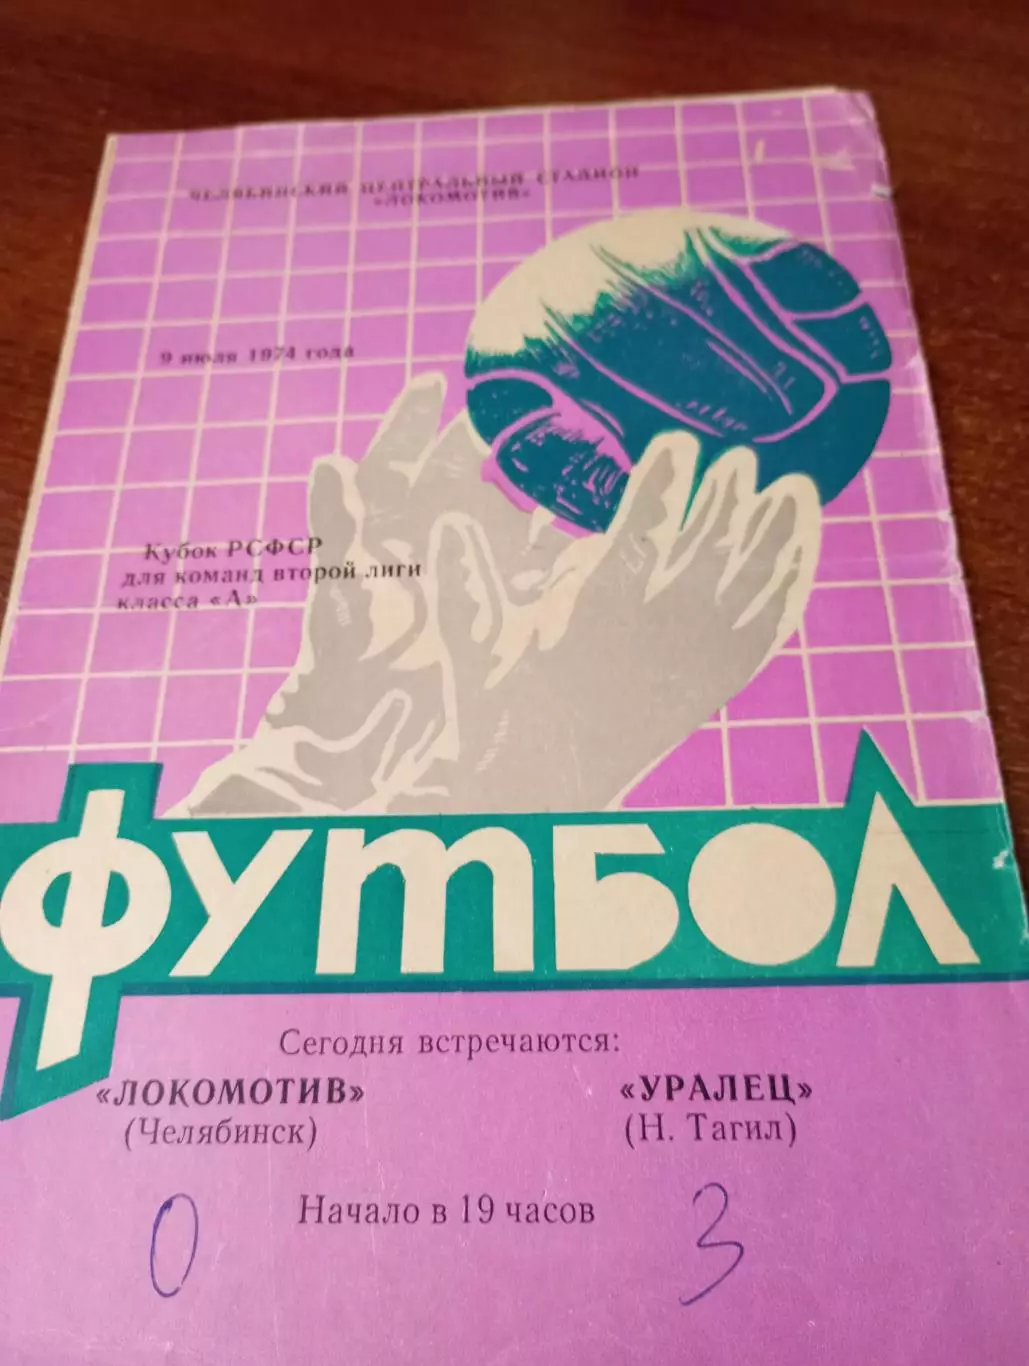 ЧЕЛЯБИНСКИЙ ЦЕНТРАЛЬНЫЙ СТАДИОН
«ЛОКОМОТИВ»
9 июля 1974 года
Кубок РСФСР
для команд второй лиги
класса «А»
ФУТБОЛ
Сегодня встречаются:
«ЛОКОМОТИВ» «УРАЛЕЦ»
(Челябинск) (Н. Тагил)
Начало в 19 часов
0 3